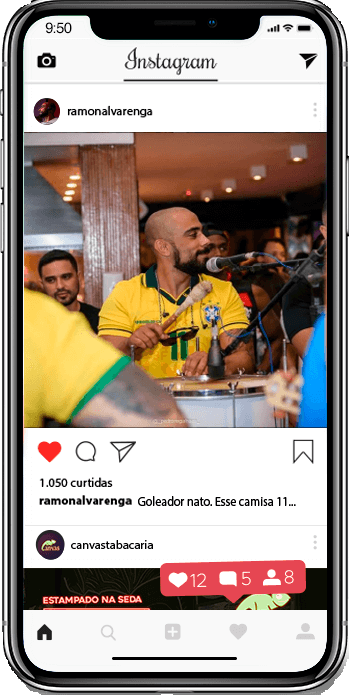 9:50
Instagram
ramonalvarenga
11
1.050 curtidas
ramonalvarenga Goleador nato. Esse camisa 11...
canvastabacaria
12 5 8
ESTAMPADO NA SEDA